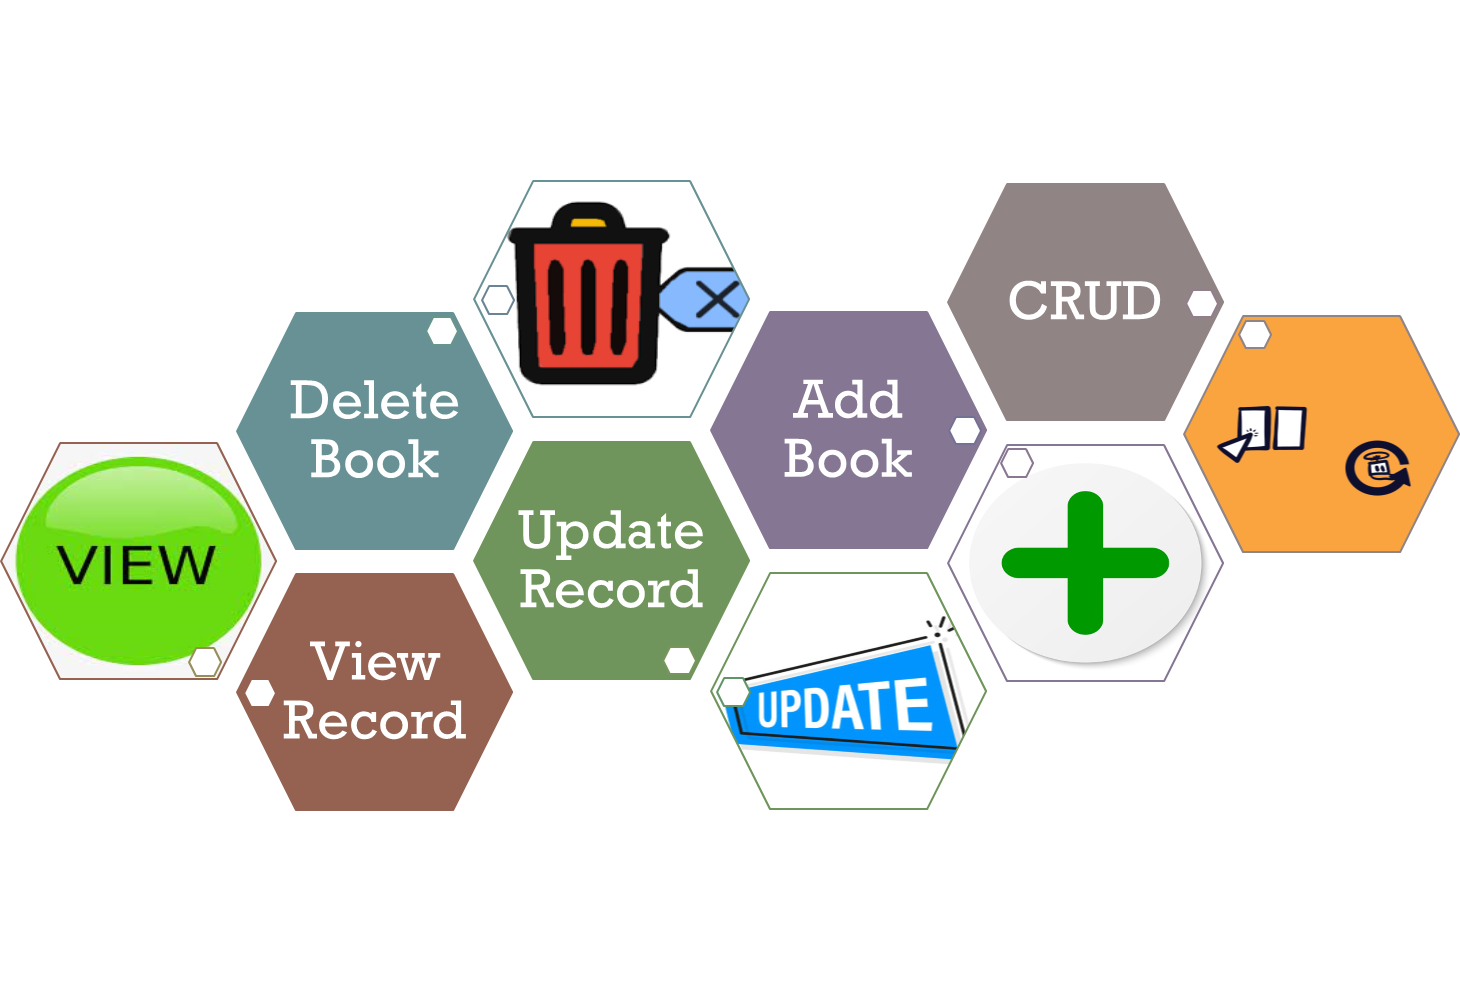 CRUD
Delete
Book
Add
Book
VIEW
Update
Record
View
Record
UPDATE